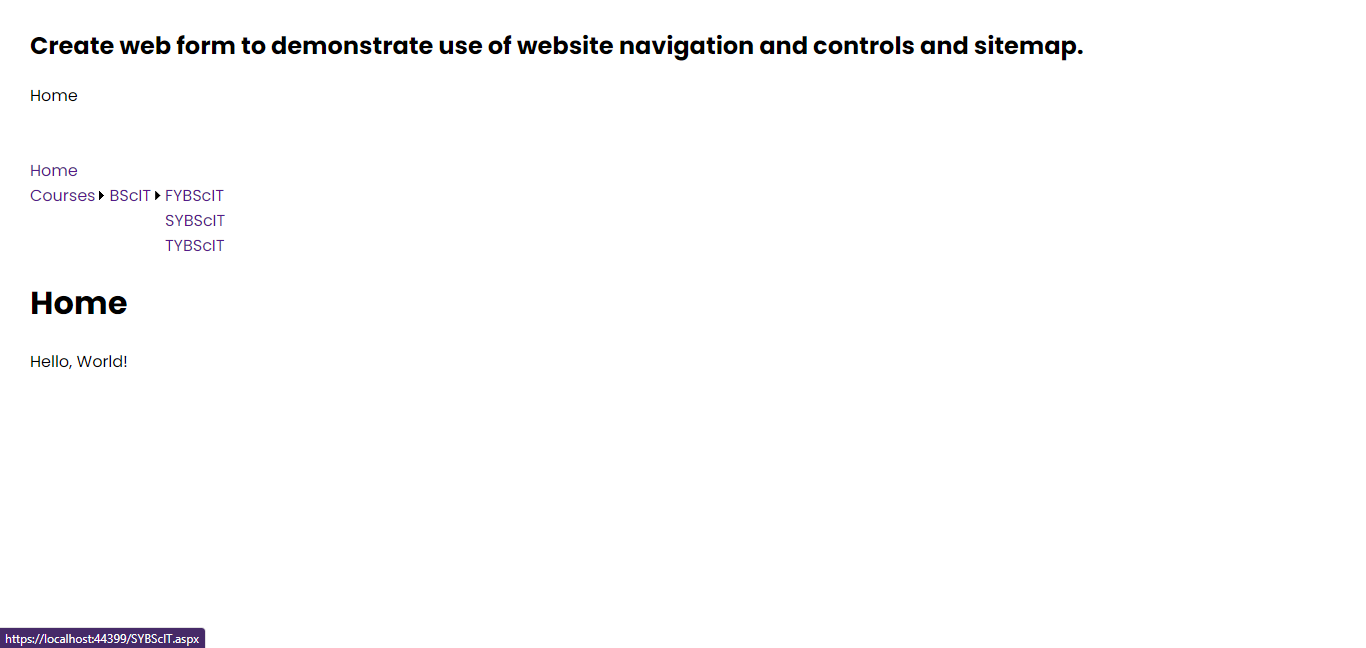 Create web form to demonstrate use of website navigation and controls and sitemap.
Home
Home
Courses BScIT FYBScIT
SYBScIT
TYBScIT
Home
Hello, World!
https://localhost:44399/SYBScIT.aspx